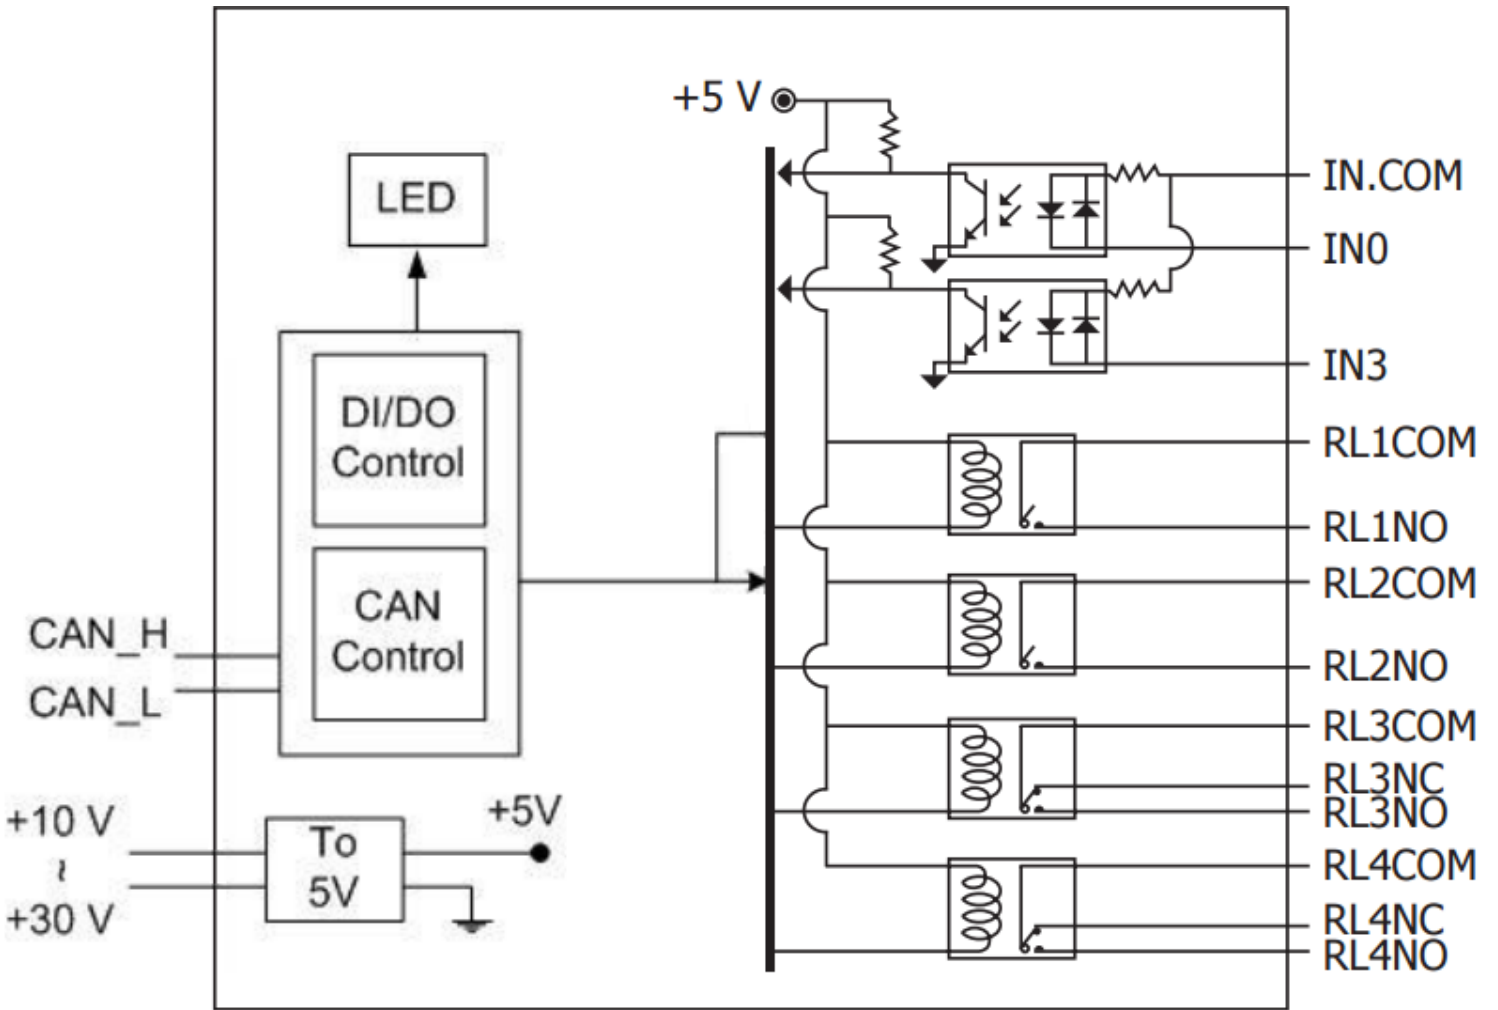 +5 V
LED
IN.COM
IN0
IN3
DI/DO
Control
CAN
Control
CAN_H
CAN_L
RL1COM
RL1NO
RL2COM
RL2NO
RL3COM
RL3NC
RL3NO
RL4COM
RL4NC
RL4NO
+10 V
~
+30 V
To
5V
+5V